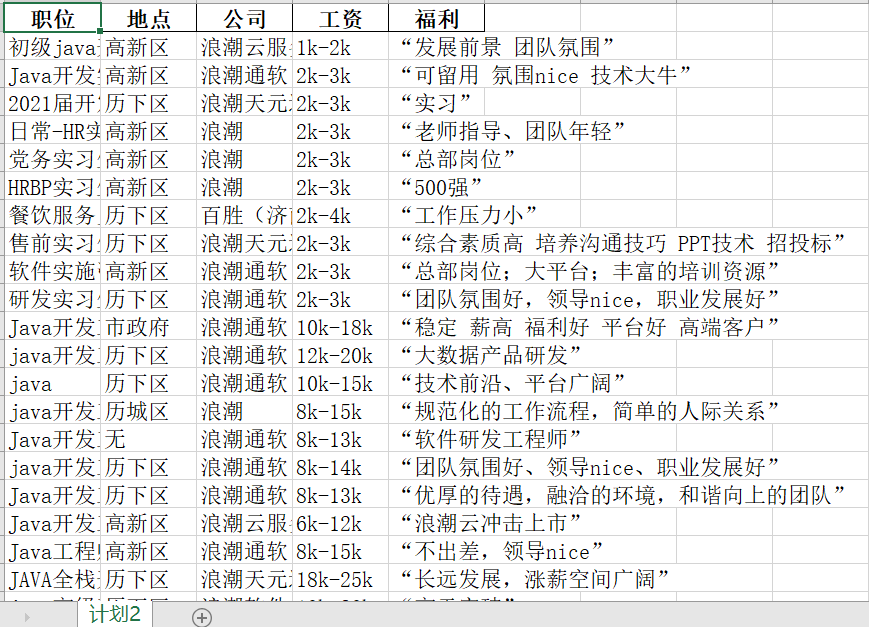 职位 地点 公司 工资 福利
初级java 高新区 浪潮云服 1k-2k “发展前景 团队氛围”
Java开发 高新区 浪潮通软 2k-3k “可留用 氛围nice 技术大牛”
2021届开 历下区 浪潮天元 2k-3k “实习”
日常-HR实 高新区 浪潮 2k-3k “老师指导、团队年轻”
党务实习 高新区 浪潮 2k-3k “总部岗位”
HRBP实习 高新区 浪潮 2k-3k “500强”
餐饮服务 历下区 百胜（济 2k-4k “工作压力小”
售前实习 历下区 浪潮天元 2k-3k “综合素质高 培养沟通技巧 PPT技术 招投标”
软件实施 高新区 浪潮通软 2k-3k “总部岗位；大平台；丰富的培训资源”
研发实习 历下区 浪潮通软 2k-3k “团队氛围好，领导nice，职业发展好”
Java开发 市政府 浪潮通软 10k-18k “稳定 薪高 福利好 平台好 高端客户”
java开发 历下区 浪潮通软 12k-20k “大数据产品研发”
java 历下区 浪潮通软 10k-15k “技术前沿、平台广阔”
java开发 历城区 浪潮 8k-15k “规范化的工作流程，简单的人际关系”
Java开发 无 浪潮通软 8k-13k “软件研发工程师”
java开发 历下区 浪潮通软 8k-14k “团队氛围好、领导nice、职业发展好”
Java开发 历下区 浪潮通软 8k-13k “优厚的待遇，融洽的环境，和谐向上的团队”
Java开发 高新区 浪潮云服 6k-12k “浪潮云冲击上市”
Java工程 高新区 浪潮通软 8k-15k “不出差，领导nice”
JAVA全栈 历下区 浪潮天元 18k-25k “长远发展，涨薪空间广阔”
计划2